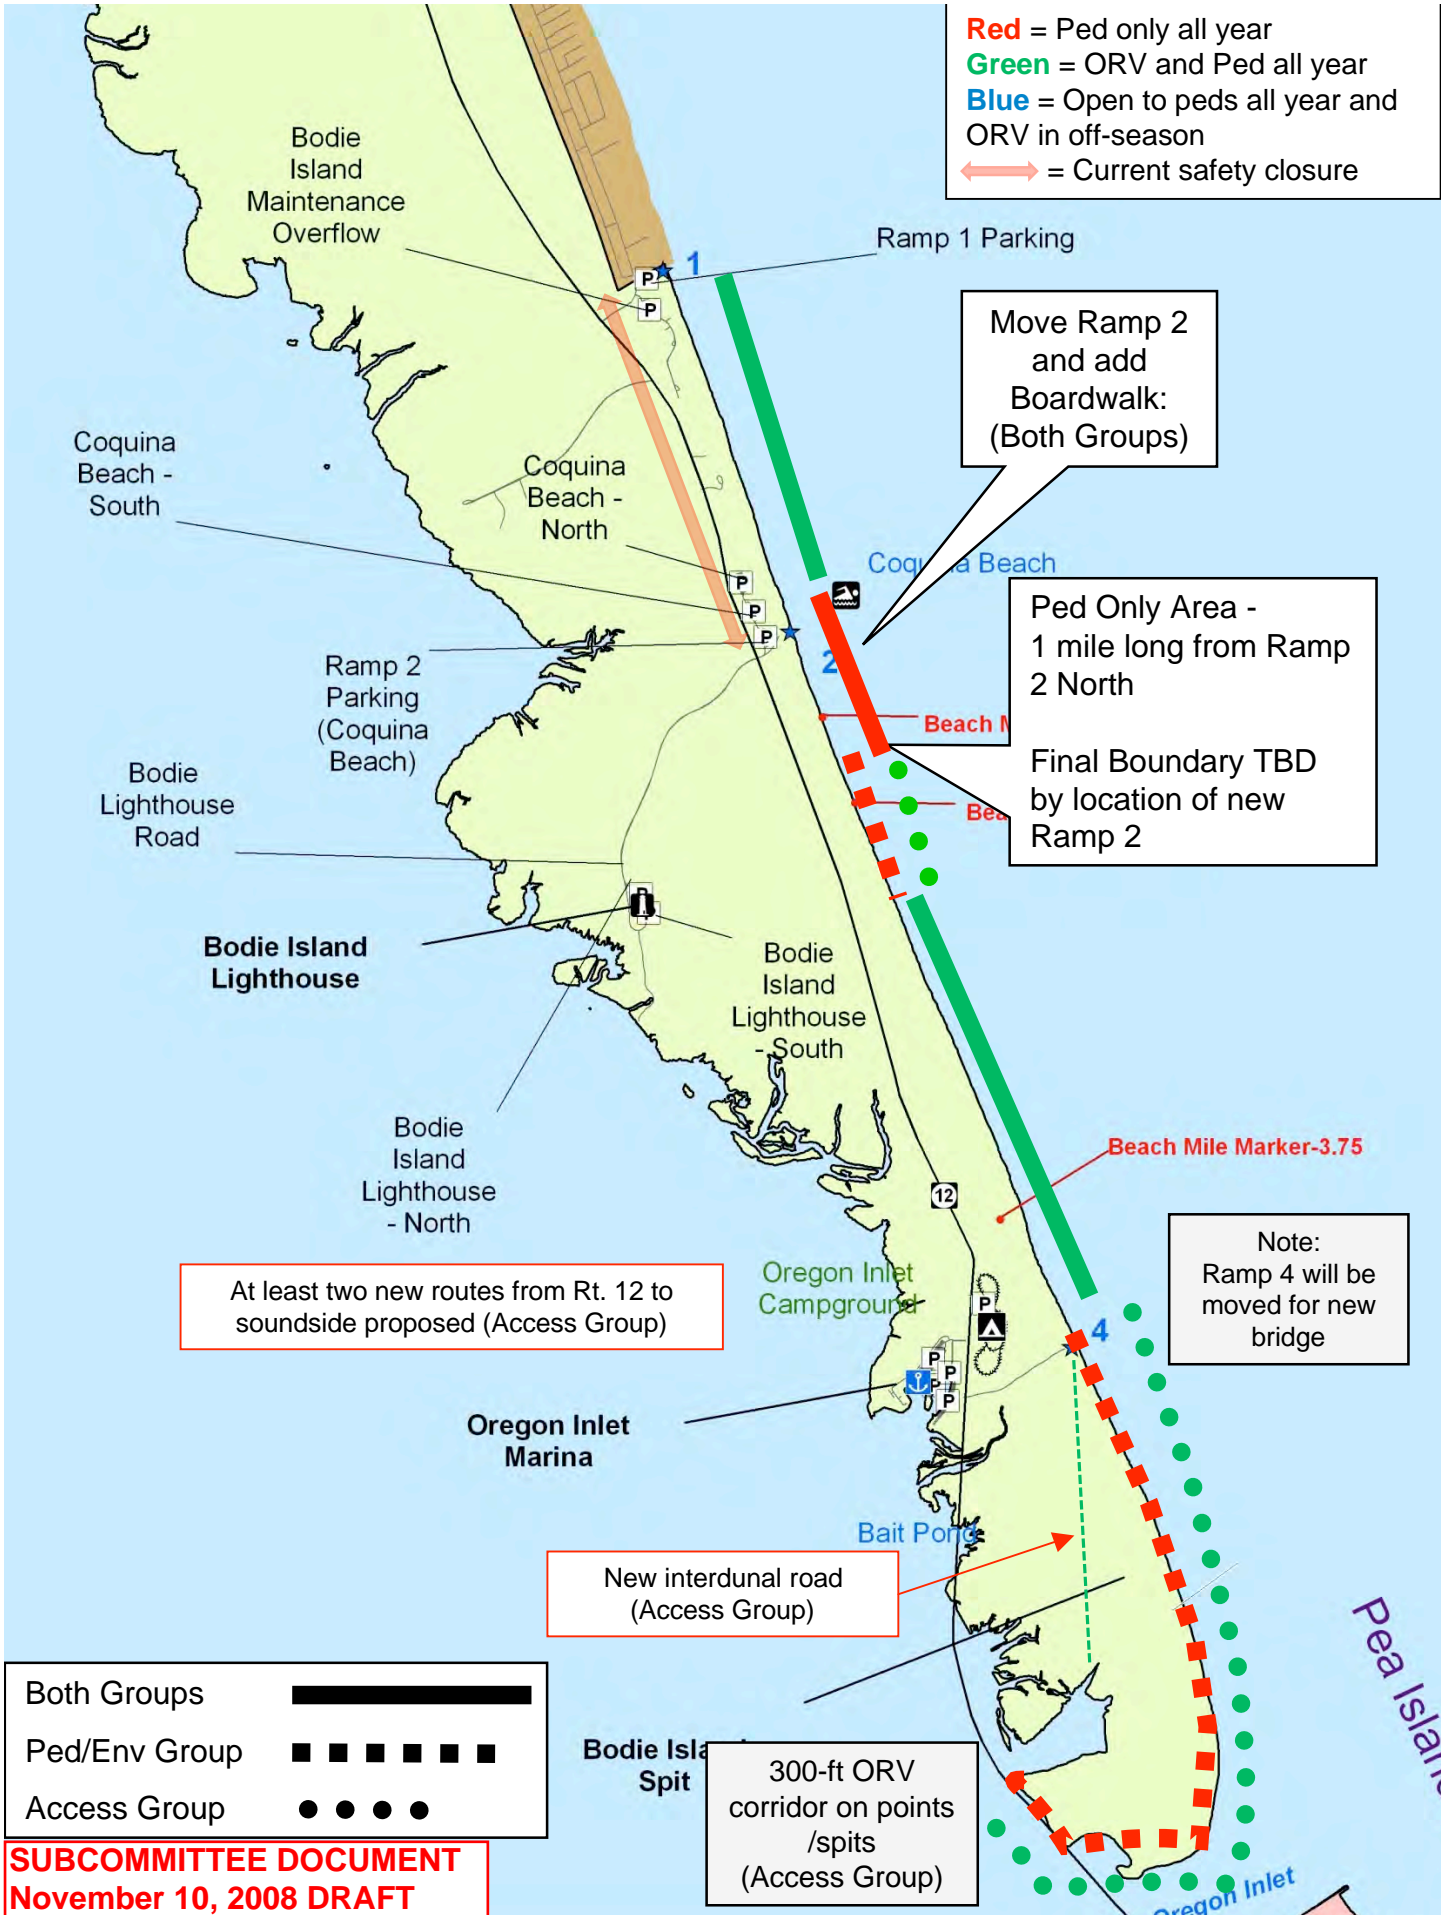 Red = Ped only all year
Green = ORV and Ped all year
Blue = Open to peds all year and
ORV in off-season
= Current safety closure
Bodie
Island
Maintenance
Overflow
Ramp 1 Parking
P
1
P
Move Ramp 2
and add
Boardwalk:
(Both Groups)
Coquina
Beach -
South
Coquina
Beach -
North
Coquina Beach
P
P
P
2
Ped Only Area -
1 mile long from Ramp
2 North
Final Boundary TBD
by location of new
Ramp 2
Ramp 2
Parking
(Coquina
Beach)
Beach
Bodie
Lighthouse
Road
Bodie Island
Lighthouse
Bodie
Island
Lighthouse
- South
Bodie
Island
Lighthouse
- North
Beach Mile Marker-3.75
12
Note:
Ramp 4 will be
moved for new
bridge
At least two new routes from Rt. 12 to
soundside proposed (Access Group)
Oregon Inlet
Campground
P
4
P
P
P
P
Oregon Inlet
Marina
Bait Pond
New interdunal road
(Access Group)
Pea Island
Both Groups
Ped/Env Group
Access Group
Bodie Island
Spit
300-ft ORV
corridor on points
/spits
(Access Group)
Oregon Inlet
SUBCOMMITTEE DOCUMENT
November 10, 2008 DRAFT